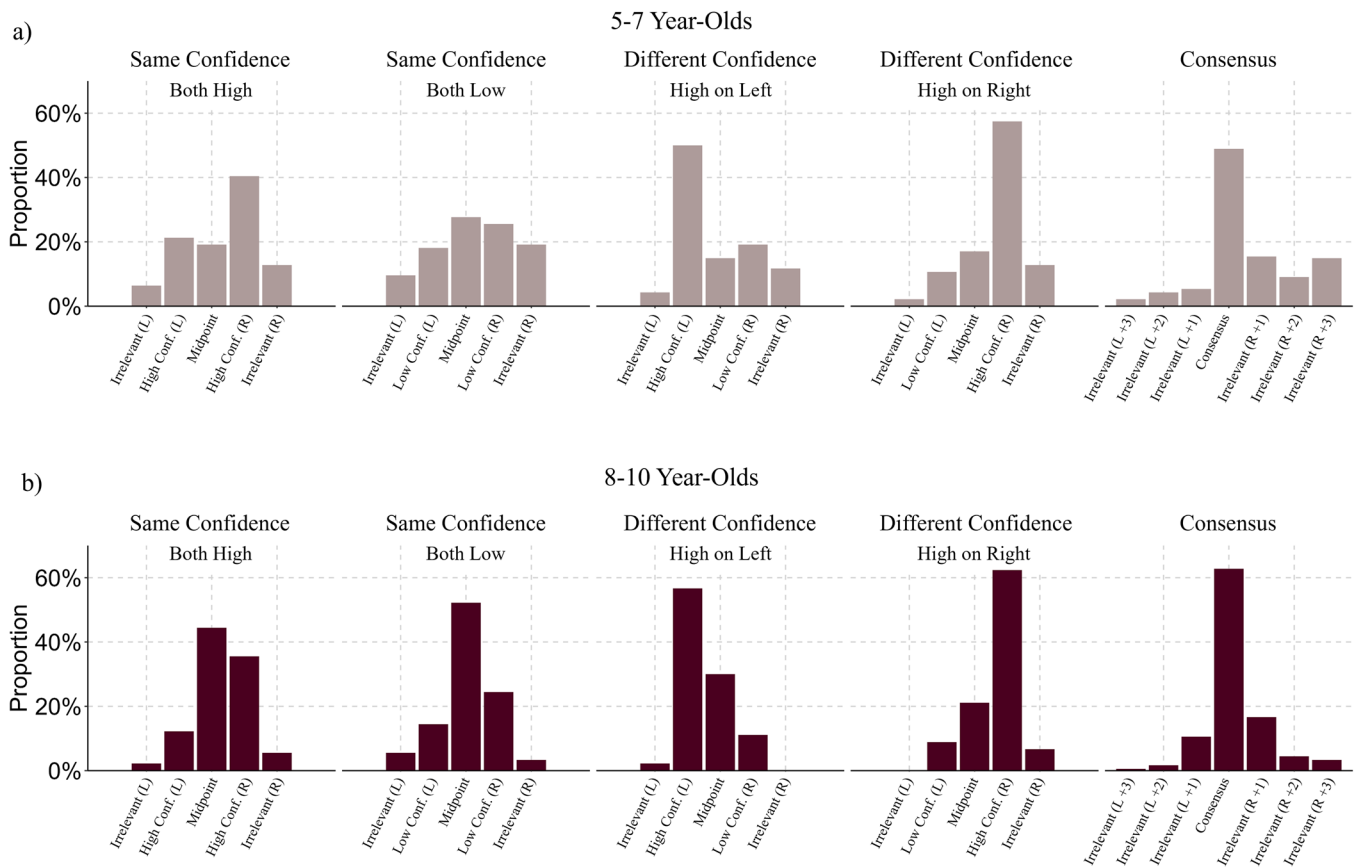 a)
5-7 Year-Olds
Same Confidence
Both High
Same Confidence
Both Low
Different Confidence
High on Left
Different Confidence
High on Right
Consensus
Proportion
60%
40%
20%
0%
Irrelevant (L)
High Conf. (L)
Midpoint
High Conf. (R)
Irrelevant (R)
Irrelevant (L)
Low Conf. (L)
Midpoint
Low Conf. (R)
Irrelevant (R)
Irrelevant (L)
High Conf. (L)
Midpoint
Low Conf. (R)
Irrelevant (R)
Irrelevant (L)
Low Conf. (L)
Midpoint
High Conf. (R)
Irrelevant (R)
Irrelevant (L +3)
Irrelevant (L +2)
Irrelevant (L +1)
Consensus
Irrelevant (R +1)
Irrelevant (R +2)
Irrelevant (R +3)
b)
8-10 Year-Olds
Same Confidence
Both High
Same Confidence
Both Low
Different Confidence
High on Left
Different Confidence
High on Right
Consensus
Proportion
60%
40%
20%
0%
Irrelevant (L)
High Conf. (L)
Midpoint
High Conf. (R)
Irrelevant (R)
Irrelevant (L)
Low Conf. (L)
Midpoint
Low Conf. (R)
Irrelevant (R)
Irrelevant (L)
High Conf. (L)
Midpoint
Low Conf. (R)
Irrelevant (R)
Irrelevant (L)
Low Conf. (L)
Midpoint
High Conf. (R)
Irrelevant (R)
Irrelevant (L +3)
Irrelevant (L +2)
Irrelevant (L +1)
Consensus
Irrelevant (R +1)
Irrelevant (R +2)
Irrelevant (R +3)